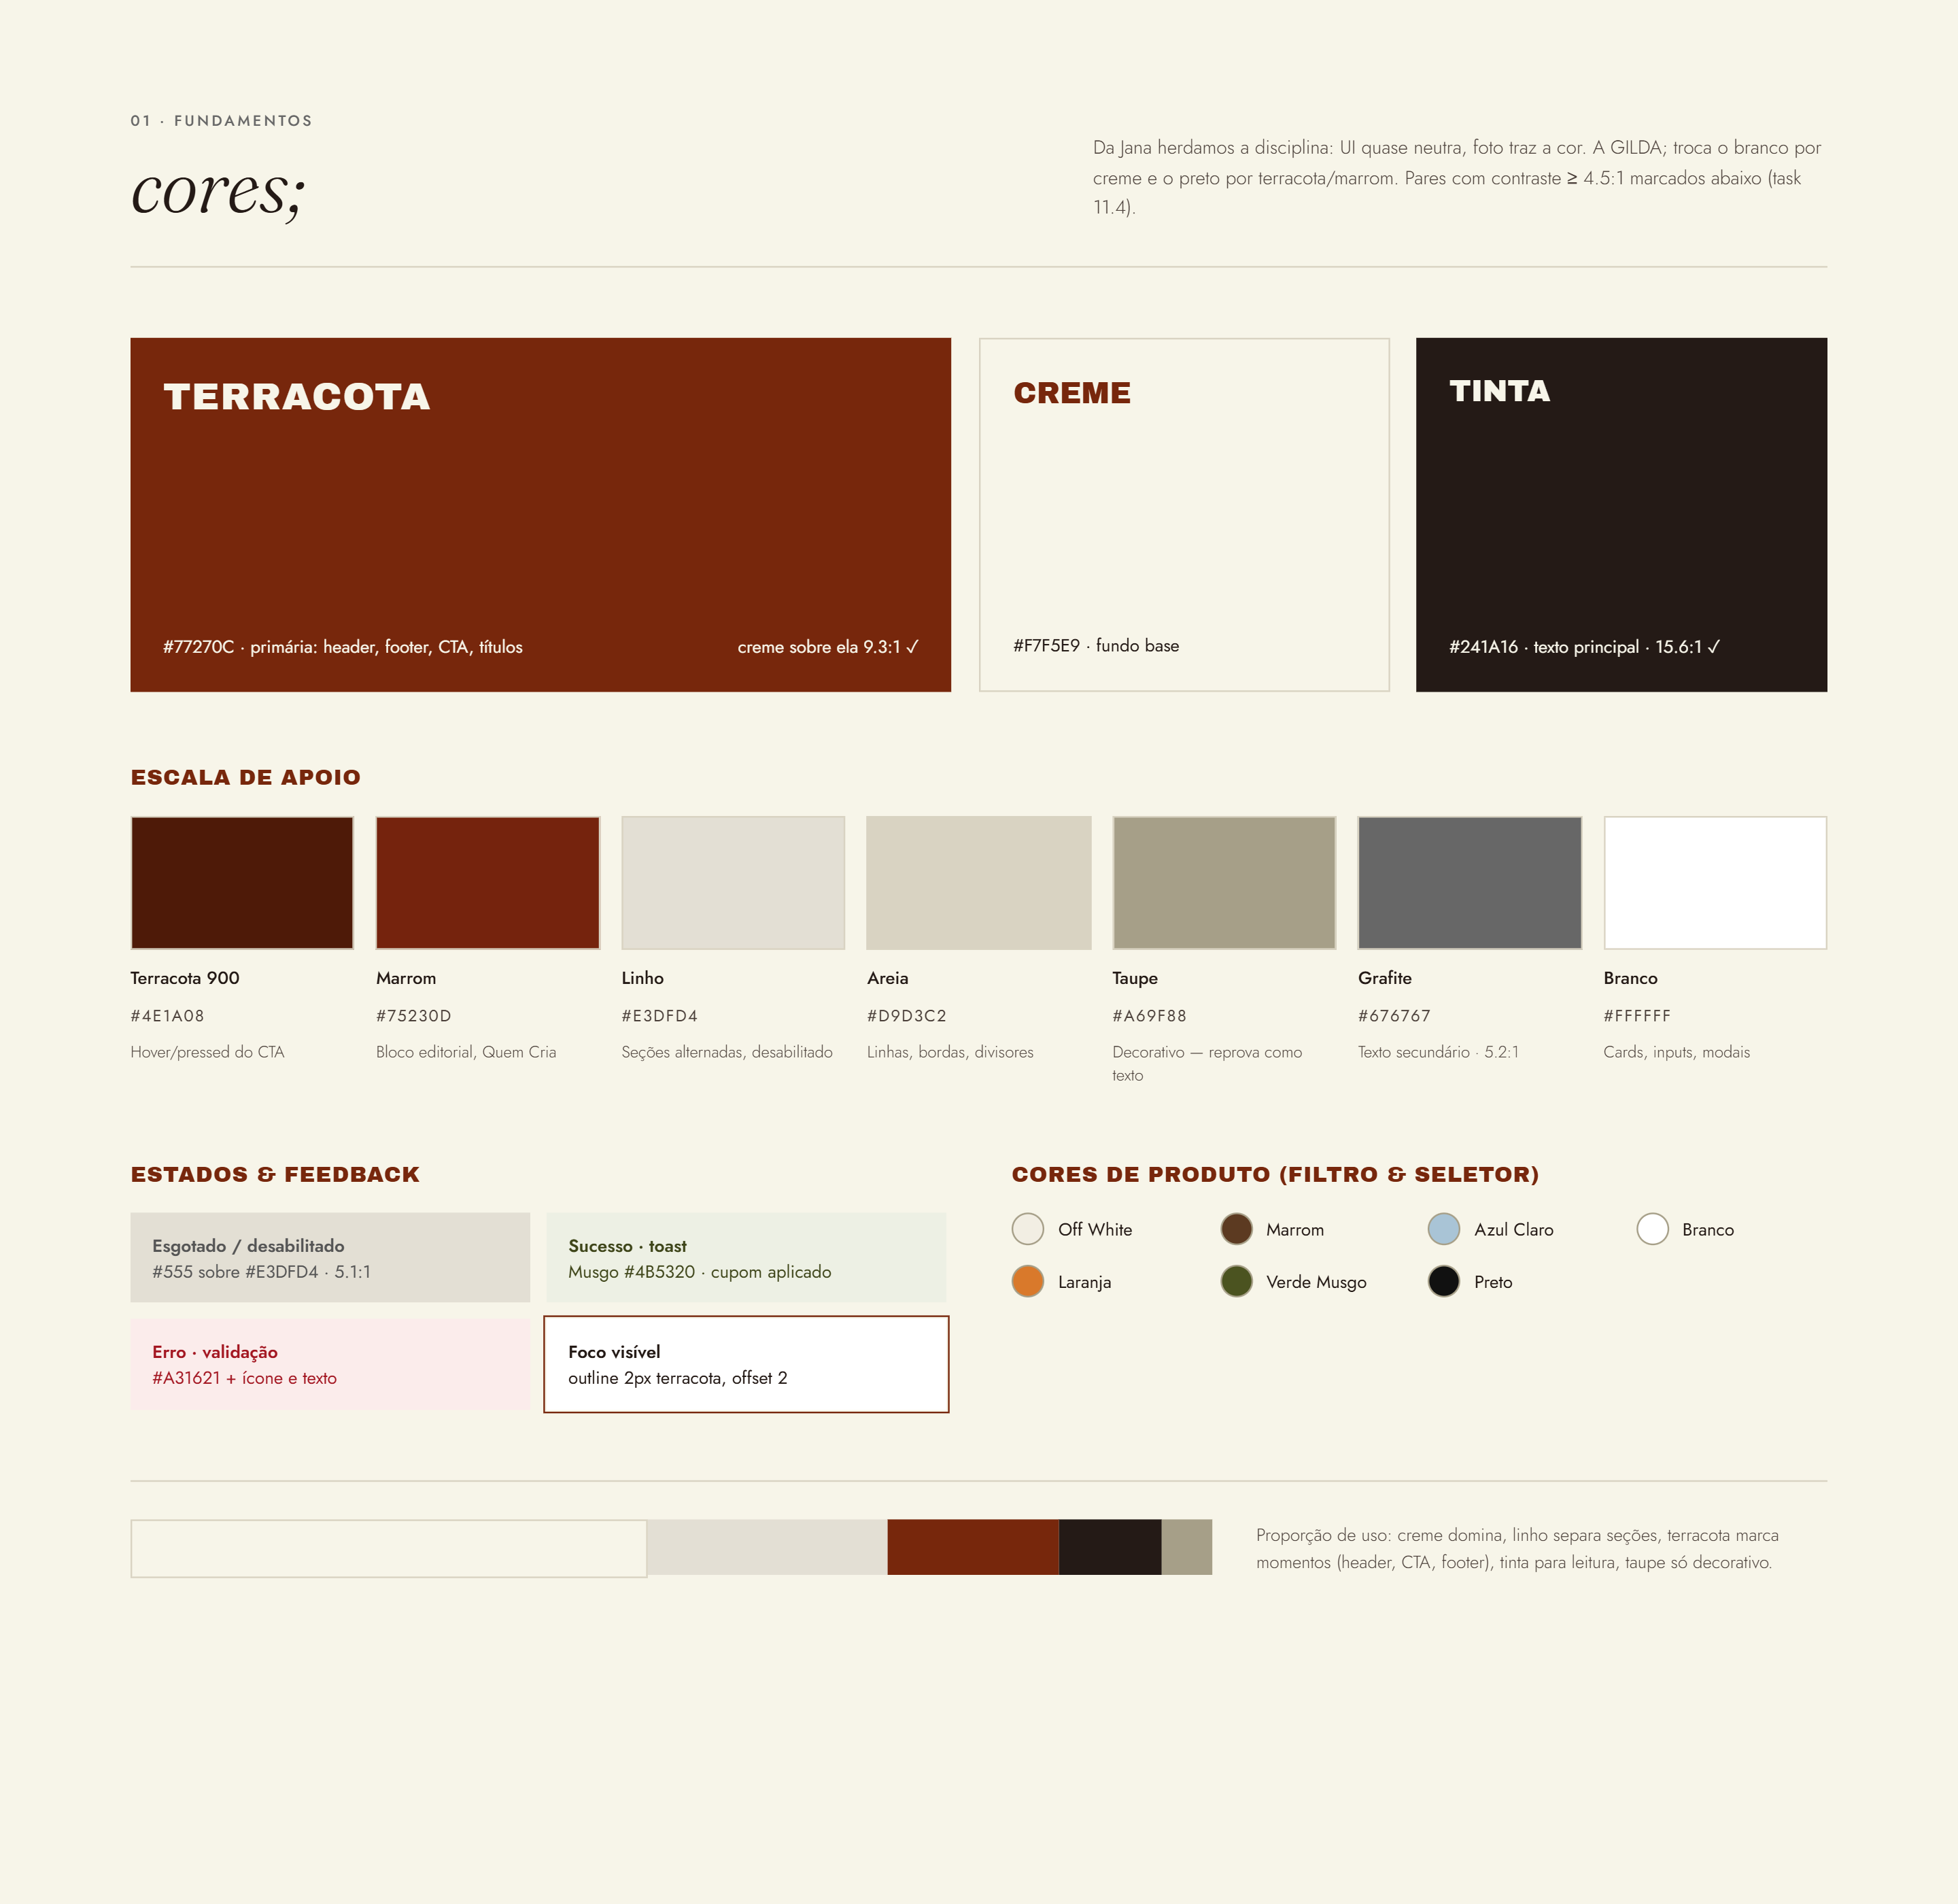 01 · FUNDAMENTOS
cores;
Da Jana herdamos a disciplina: UI quase neutra, foto traz a cor. A GILDA; troca o branco por
creme e o preto por terracota/marrom. Pares com contraste ≥ 4.5:1 marcados abaixo (task
11.4).
TERRACOTA
#77270C · primária: header, footer, CTA, títulos
creme sobre ela 9.3:1 ✓
CREME
#F7F5E9 · fundo base
TINTA
#241A16 · texto principal · 15.6:1 ✓
ESCALA DE APOIO
Terracota 900
#4E1A08
Hover/pressed do CTA
Marrom
#75230D
Bloco editorial, Quem Cria
Linho
#E3DFD4
Seções alternadas, desabilitado
Areia
#D9D3C2
Linhas, bordas, divisores
Taupe
#A69F88
Decorativo — reprova como
texto
Grafite
#676767
Texto secundário · 5.2:1
Branco
#FFFFFF
Cards, inputs, modais
ESTADOS & FEEDBACK
Esgotado / desabilitado
#555 sobre #E3DFD4 · 5.1:1
Sucesso · toast
Musgo #4B5320 · cupom aplicado
Erro · validação
#A31621 + ícone e texto
Foco visível
outline 2px terracota, offset 2
CORES DE PRODUTO (FILTRO & SELETOR)
Off White
Marrom
Azul Claro
Branco
Laranja
Verde Musgo
Preto
Proporção de uso: creme domina, linho separa seções, terracota marca
momentos (header, CTA, footer), tinta para leitura, taupe só decorativo.